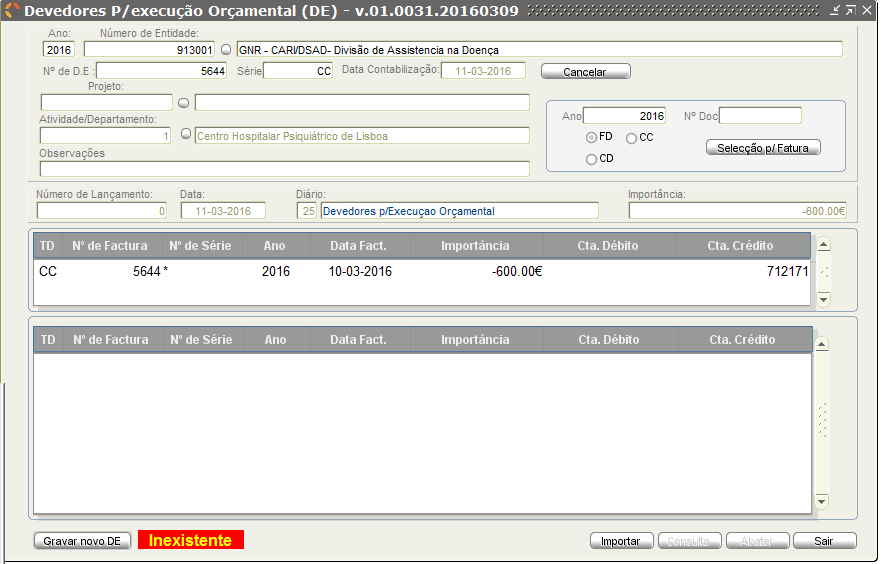 Devedores P/execução Orçamental (DE) - v.01.0031.20160309
Ano: Número de Entidade:
2016 913001 GNR - CARI/DSAD- Divisão de Assistencia na Doença
Nº de D.E : 5644 Série CC Data Contabilização: 11-03-2016 Cancelar
Projeto:
Ano 2016 Nº Doc
Atividade/Departamento:
1 Centro Hospitalar Psiquiátrico de Lisboa
FD CC
CD
Selecção p/ Fatura
Observações
Número de Lançamento: Data: Diário: Importância:
0 11-03-2016 25 Devedores p/Execuçao Orçamental -600.00€
TD Nº de Factura Nº de Série Ano Data Fact. Importância Cta. Débito Cta. Crédito
CC 5644 * 2016 10-03-2016 -600.00€ 712171
TD Nº de Factura Nº de Série Ano Data Fact. Importância Cta. Débito Cta. Crédito
Gravar novo DE Inexistente Importar Consulta Abater Sair